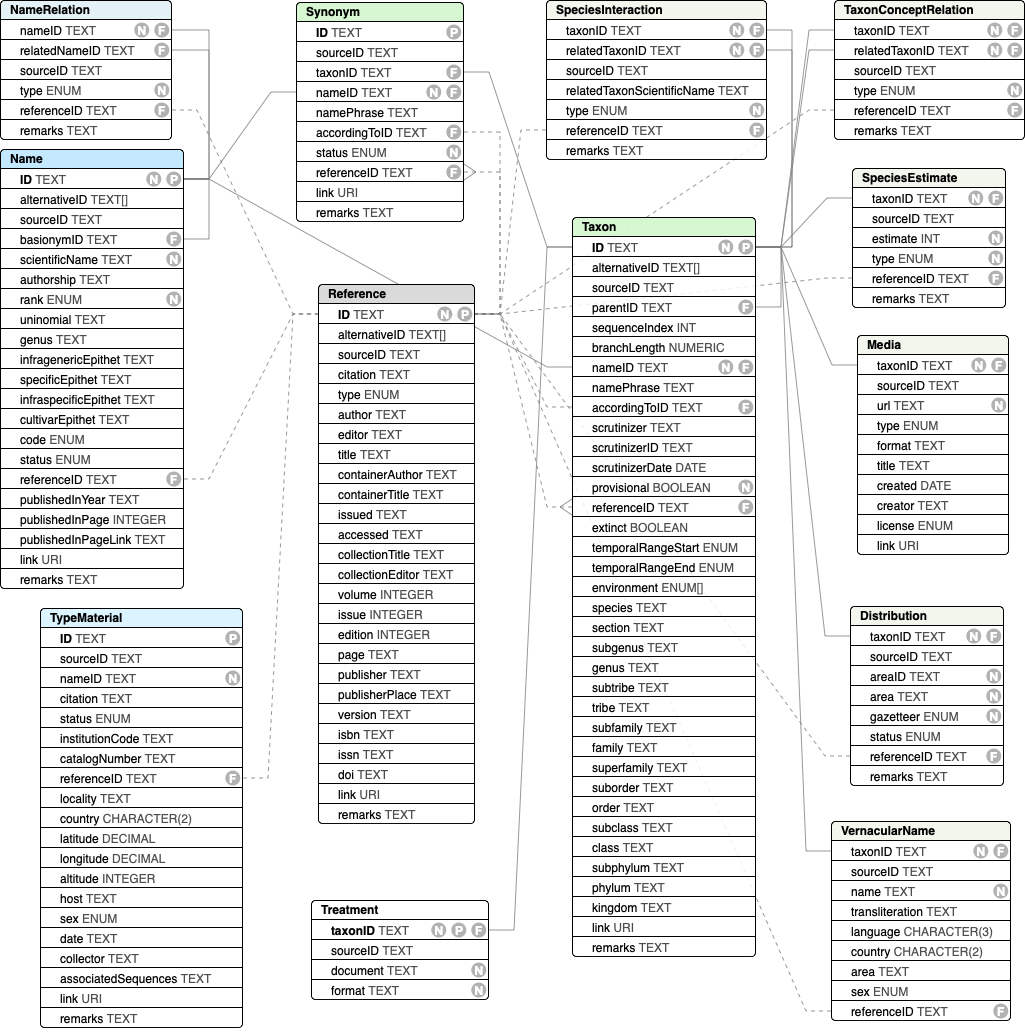 NameRelation
nameID TEXT N F
relatedNameID TEXT F
sourceID TEXT
type ENUM N
referenceID TEXT F
remarks TEXT
Name
ID TEXT N P
alternativeID TEXT[]
sourceID TEXT
basionymID TEXT F
scientificName TEXT N
authorship TEXT
rank ENUM N
uninomial TEXT
genus TEXT
infragenericEpithet TEXT
specificEpithet TEXT
infraspecificEpithet TEXT
cultivarEpithet TEXT
code ENUM
status ENUM
referenceID TEXT F
publishedInYear TEXT
publishedInPage INTEGER
publishedInPageLink TEXT
link URI
remarks TEXT
TypeMaterial
ID TEXT P
sourceID TEXT
nameID TEXT N
citation TEXT
status ENUM
institutionCode TEXT
catalogNumber TEXT
referenceID TEXT F
locality TEXT
country CHARACTER(2)
latitude DECIMAL
longitude DECIMAL
altitude INTEGER
host TEXT
sex ENUM
date TEXT
collector TEXT
associatedSequences TEXT
link URI
remarks TEXT
Synonym
ID TEXT P
sourceID TEXT
taxonID TEXT F
nameID TEXT N F
namePhrase TEXT
accordingToID TEXT F
status ENUM N
referenceID TEXT F
link URI
remarks TEXT
Reference
ID TEXT N P
alternativeID TEXT[]
sourceID TEXT
citation TEXT
type ENUM
author TEXT
editor TEXT
title TEXT
containerAuthor TEXT
containerTitle TEXT
issued TEXT
accessed TEXT
collectionTitle TEXT
collectionEditor TEXT
volume INTEGER
issue INTEGER
edition INTEGER
page TEXT
publisher TEXT
publisherPlace TEXT
version TEXT
isbn TEXT
issn TEXT
doi TEXT
link URI
remarks TEXT
Treatment
taxonID TEXT N P F
sourceID TEXT
document TEXT N
format TEXT N
SpeciesInteraction
taxonID TEXT N F
relatedTaxonID TEXT N F
sourceID TEXT
relatedTaxonScientificName TEXT
type ENUM N
referenceID TEXT F
remarks TEXT
Taxon
ID TEXT N P
alternativeID TEXT[]
sourceID TEXT
parentID TEXT F
sequenceIndex INT
branchLength NUMERIC
nameID TEXT N F
namePhrase TEXT
accordingToID TEXT F
scrutinizer TEXT
scrutinizerID TEXT
scrutinizerDate DATE
provisional BOOLEAN N
referenceID TEXT F
extinct BOOLEAN
temporalRangeStart ENUM
temporalRangeEnd ENUM
environment ENUM[]
species TEXT
section TEXT
subgenus TEXT
genus TEXT
subtribe TEXT
tribe TEXT
subfamily TEXT
family TEXT
superfamily TEXT
suborder TEXT
order TEXT
subclass TEXT
class TEXT
subphylum TEXT
phylum TEXT
kingdom TEXT
link URI
remarks TEXT
TaxonConceptRelation
taxonID TEXT N F
relatedTaxonID TEXT N F
sourceID TEXT
type ENUM N
referenceID TEXT F
remarks TEXT
SpeciesEstimate
taxonID TEXT N F
sourceID TEXT
estimate INT N
type ENUM N
referenceID TEXT F
remarks TEXT
Media
taxonID TEXT N F
sourceID TEXT
url TEXT N
type ENUM
format TEXT
title TEXT
created DATE
creator TEXT
license ENUM
link URI
Distribution
taxonID TEXT N F
sourceID TEXT
areaID TEXT N
area TEXT N
gazetteer ENUM N
status ENUM
referenceID TEXT F
remarks TEXT
VernacularName
taxonID TEXT N F
sourceID TEXT
name TEXT N
transliteration TEXT
language CHARACTER(3)
country CHARACTER(2)
area TEXT
sex ENUM
referenceID TEXT F